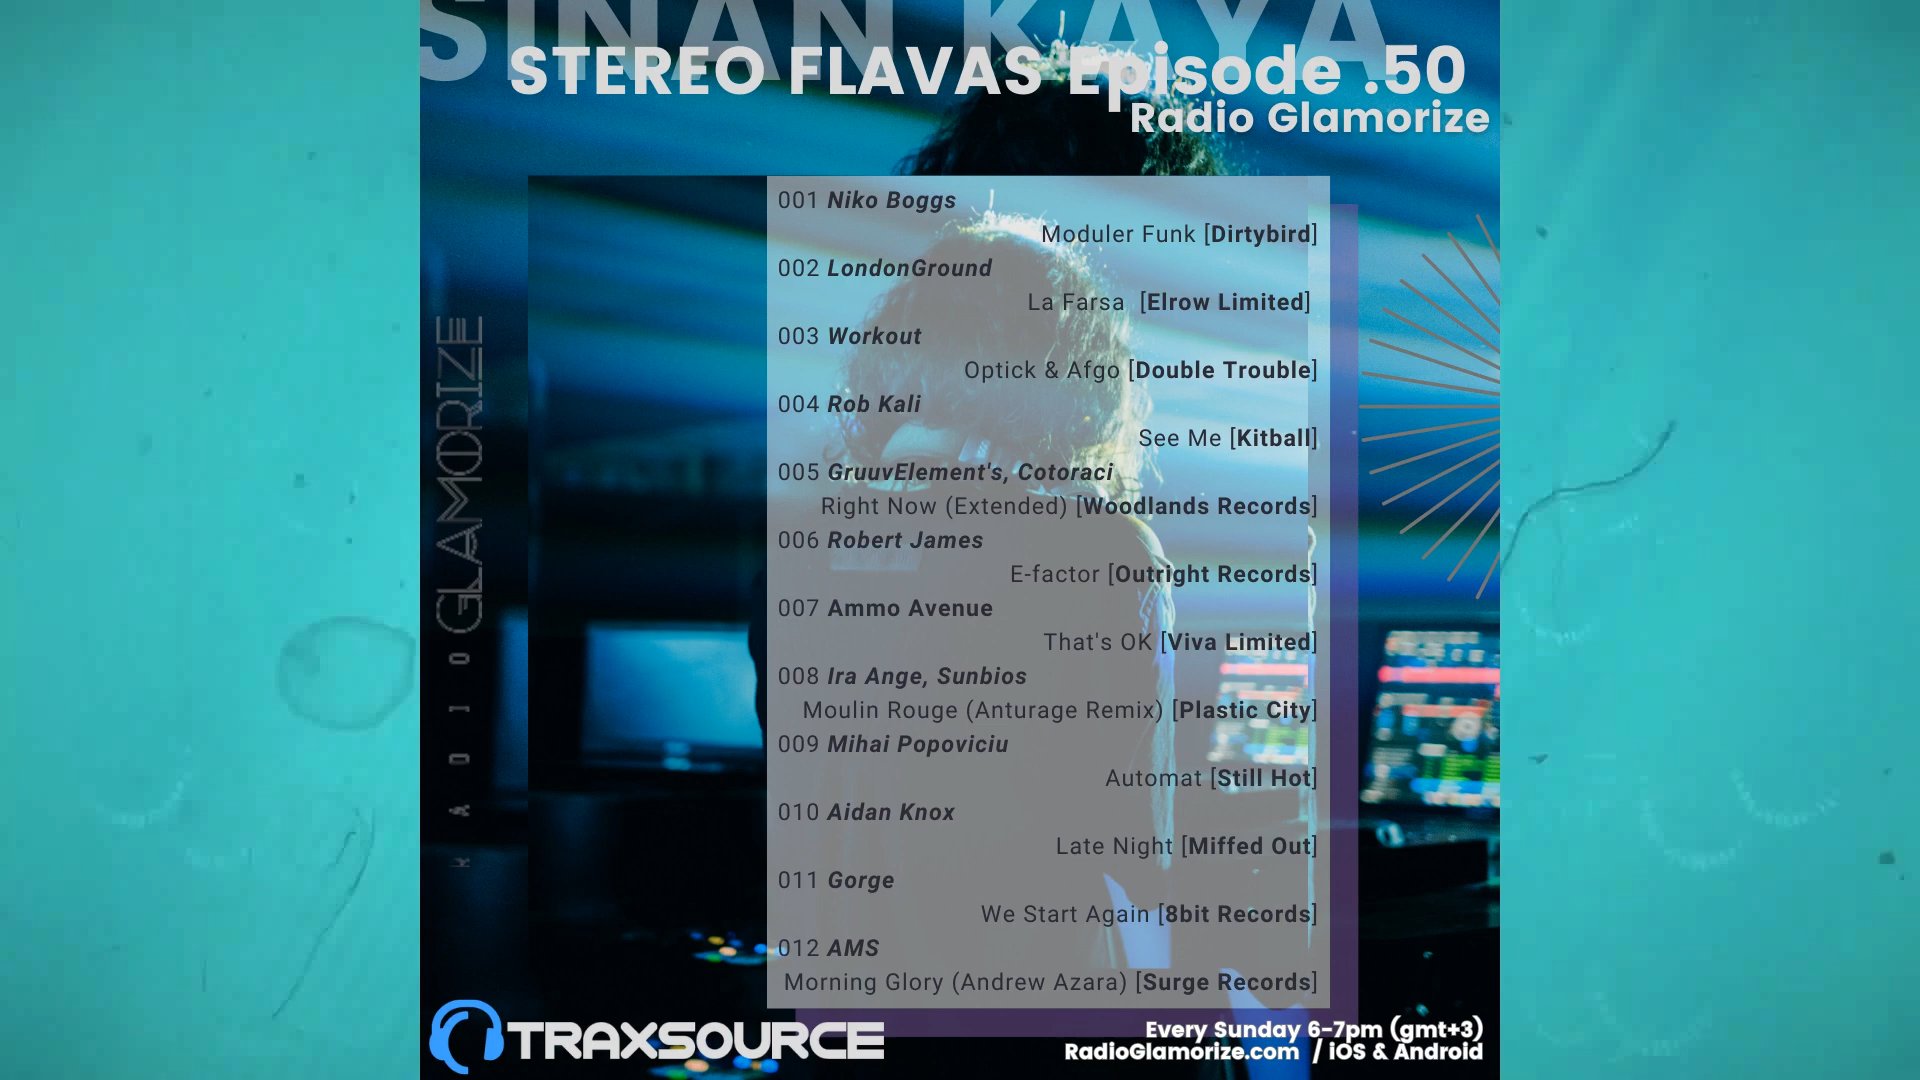 SINAN KAYA
STEREO FLAVAS Episode .50
Radio Glamorize
RADIO GLAMORIZE
001 Niko Boggs
Moduler Funk [Dirtybird]
002 LondonGround
La Farsa [Elrow Limited]
003 Workout
Optick & Afgo [Double Trouble]
004 Rob Kali
See Me [Kitball]
005 GruuvElement's, Cotoraci
Right Now (Extended) [Woodlands Records]
006 Robert James
E-factor [Outright Records]
007 Ammo Avenue
That's OK [Viva Limited]
008 Ira Ange, Sunbios
Moulin Rouge (Anturage Remix) [Plastic City]
009 Mihai Popoviciu
Automat [Still Hot]
010 Aidan Knox
Late Night [Miffed Out]
011 Gorge
We Start Again [8bit Records]
012 AMS
Morning Glory (Andrew Azara) [Surge Records]
TRAXSOURCE
Every Sunday 6-7pm (gmt+3)
RadioGlamorize.com / iOS & Android